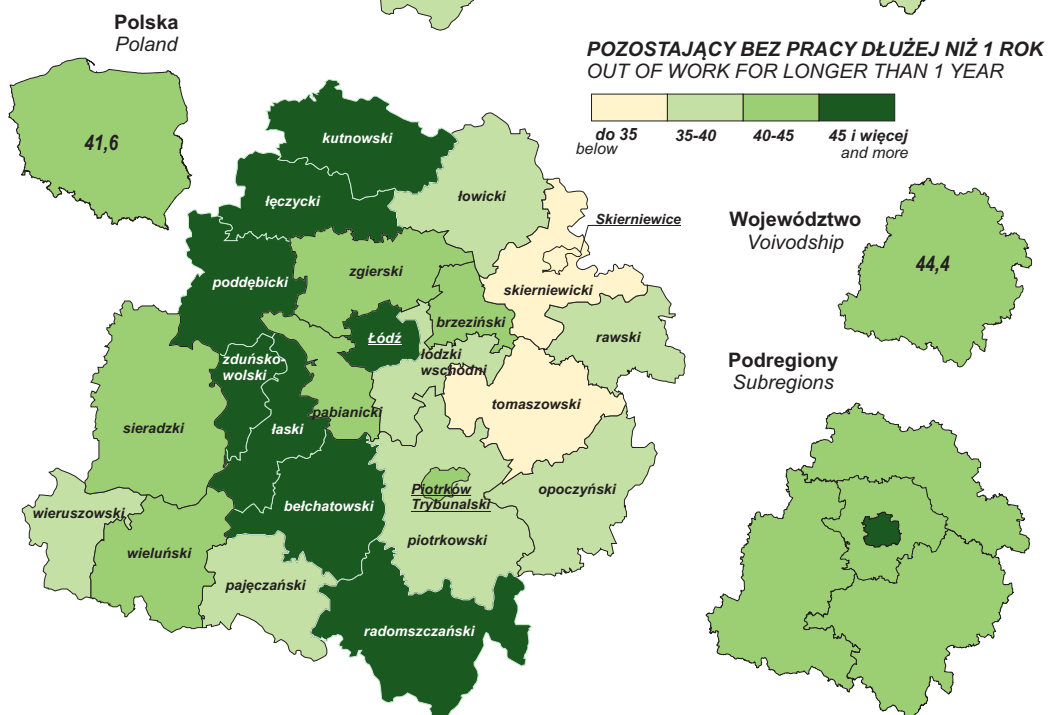 Polska
Poland
41,6
POZOSTAJĄCY BEZ PRACY DŁUŻEJ NIŻ 1 ROK
OUT OF WORK FOR LONGER THAN 1 YEAR
do 35
below
35-40
40-45
45 i więcej
and more
kutnowski
łęczycki
łowicki
Skierniewice
zgierski
poddębicki
skierniewicki
brzeziński
Łódź
rawski
łódzki
wschodni
zduńsko-
wolski
tomaszowski
pabianicki
sieradzki
łaski
Piotrków
Trybunalski
opoczyński
bełchatowski
wieruszowski
piotrkowski
wieluński
pajęczański
radomszczański
Województwo
Voivodship
44,4
Podregiony
Subregions